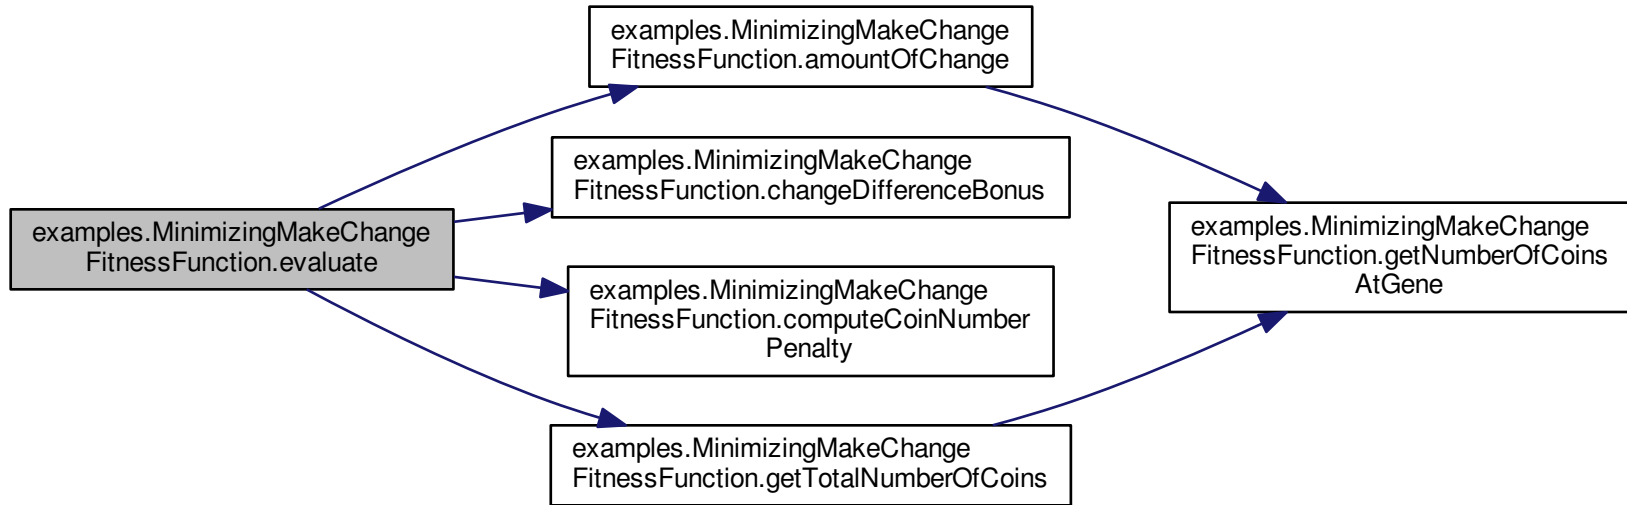 examples.MinimizingMakeChange
FitnessFunction.evaluate
examples.MinimizingMakeChange
FitnessFunction.amountOfChange
examples.MinimizingMakeChange
FitnessFunction.changeDifferenceBonus
examples.MinimizingMakeChange
FitnessFunction.computeCoinNumber
Penalty
examples.MinimizingMakeChange
FitnessFunction.getTotalNumberOfCoins
examples.MinimizingMakeChange
FitnessFunction.getNumberOfCoins
AtGene